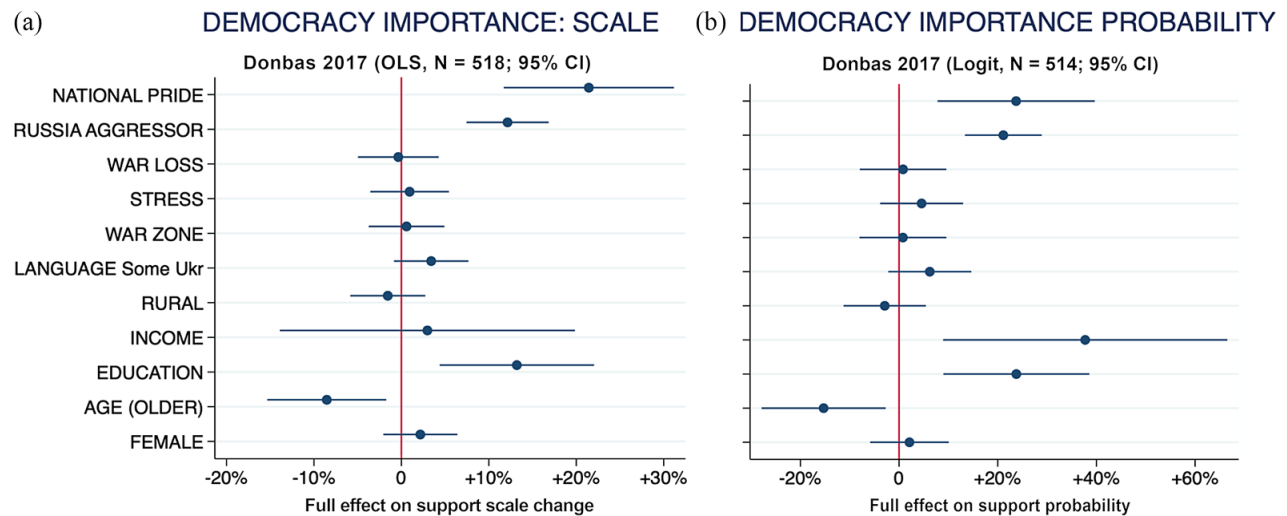 (a) DEMOCRACY IMPORTANCE: SCALE
Donbas 2017 (OLS, N = 518; 95% CI)
NATIONAL PRIDE
RUSSIA AGGRESSOR
WAR LOSS
STRESS
WAR ZONE
LANGUAGE Some Ukr
RURAL
INCOME
EDUCATION
AGE (OLDER)
FEMALE
-20% -10% 0 +10% +20% +30%
Full effect on support scale change
(b) DEMOCRACY IMPORTANCE PROBABILITY
Donbas 2017 (Logit, N = 514; 95% CI)
-20% 0 +20% +40% +60%
Full effect on support probability